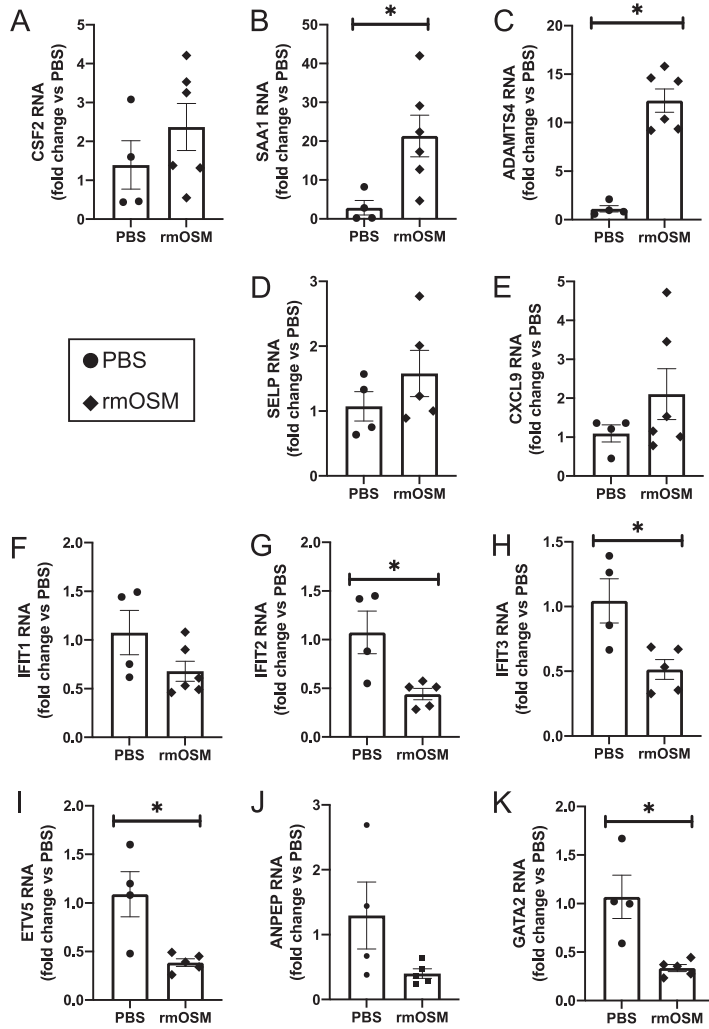 A
CSF2 RNA
(fold change vs PBS)
5
4
3
2
1
0
PBS rmOSM
B
SAA1 RNA
(fold change vs PBS)
50
40
30
20
10
0
*
PBS rmOSM
C
ADAMTS4 RNA
(fold change vs PBS)
20
15
10
5
0
*
PBS rmOSM
PBS
rmOSM
D
SELP RNA
(fold change vs PBS)
3
2
1
0
PBS rmOSM
E
CXCL9 RNA
(fold change vs PBS
5
4
3
2
1
0
PBS rmOSM
F
IFIT1 RNA
(fold change vs PBS)
2.0
1.5
1.0
0.5
0.0
PBS rmOSM
G
IFIT2 RNA
(fold change vs PBS)
2.0
1.5
1.0
0.5
0.0
*
PBS rmOSM
H
IFIT3 RNA
(fold change vs PBS
1.5
1.0
0.5
0.0
*
PBS rmOSM
I
ETV5 RNA
(fold change vs PBS)
2.0
1.5
1.0
0.5
0.0
*
PBS rmOSM
J
ANPEP RNA
(fold change vs PBS)
3
2
1
0
PBS rmOSM
K
GATA2 RNA
(fold change vs PBS)
2.0
1.5
1.0
0.5
0.0
*
PBS rmOSM